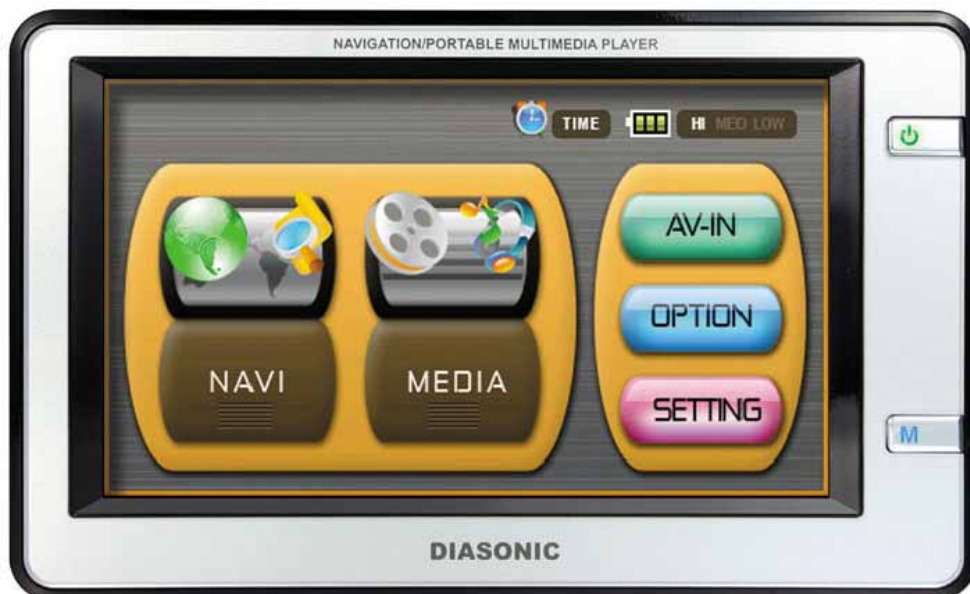 NAVIGATION/PORTABLE MULTIMEDIA PLAYER
TIME HI MED LOW
NAVI MEDIA
AV-IN
OPTION
SETTING
M
DIASONIC